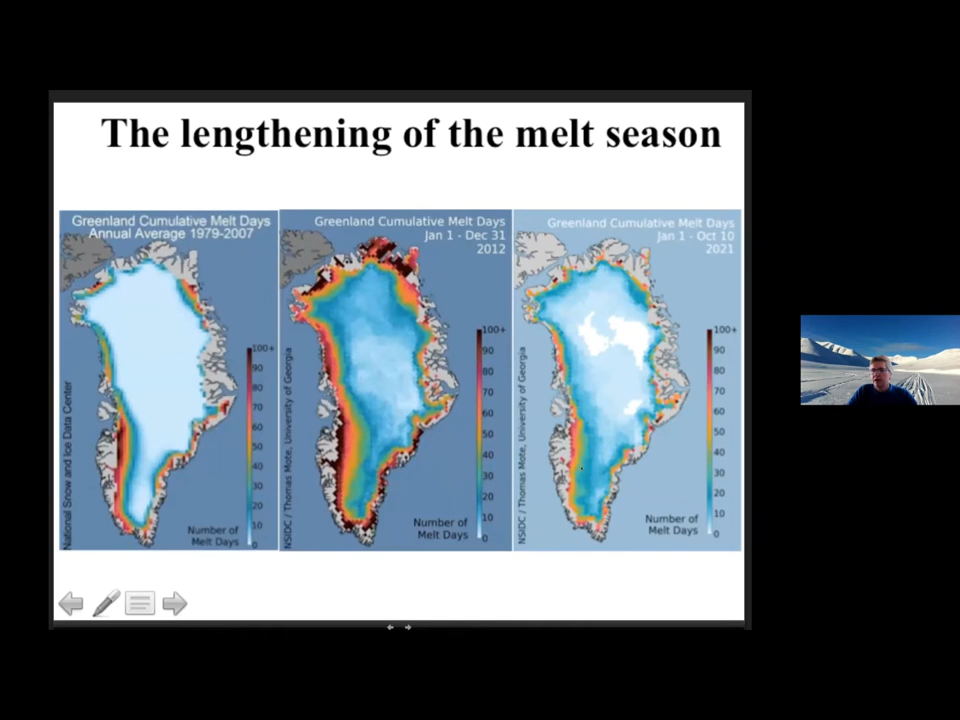 The lengthening of the melt season
Greenland Cumulative Melt Days
Annual Average 1979-2007
National Snow and Ice Data Center
100+
90
80
70
60
50
40
30
20
10
0
Number of
Melt Days
Greenland Cumulative Melt Days
Jan 1 - Dec 31
2012
NSIDC / Thomas Mote, University of Georgia
100+
90
80
70
60
50
40
30
20
10
0
Number of
Melt Days
Greenland Cumulative Melt Days
Jan 1 - Oct 10
2021
NSIDC / Thomas Mote, University of Georgia
100+
90
80
70
60
50
40
30
20
10
0
Number of
Melt Days